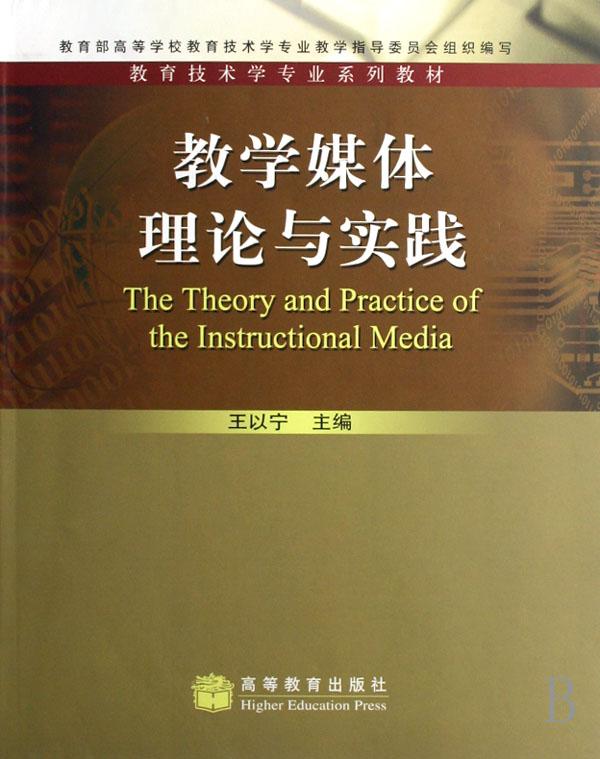 教育部高等学校教育技术学专业教学指导委员会组织编写
教育技术学专业系列教材
教学媒体
理论与实践
The Theory and Practice of
the Instructional Media
王以宁 主编
高等教育出版社
Higher Education Press
B